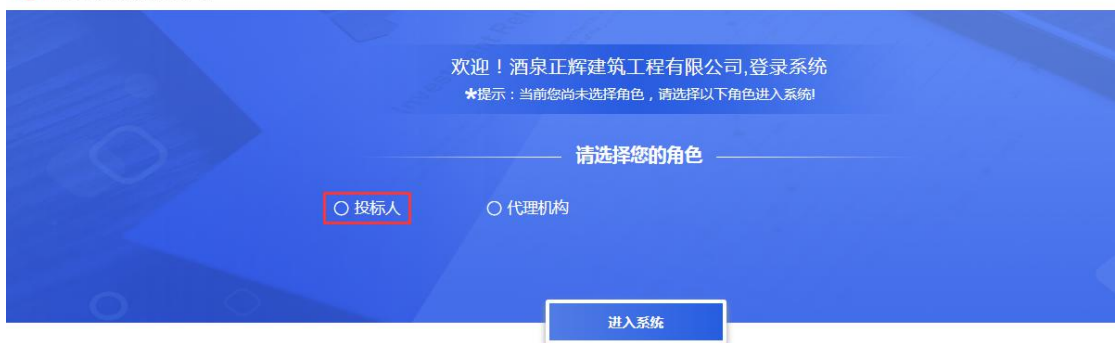 欢迎！酒泉正辉建筑工程有限公司,登录系统
★提示：当前您尚未选择角色，请选择以下角色进入系统!
请选择您的角色
投标人 代理机构
进入系统